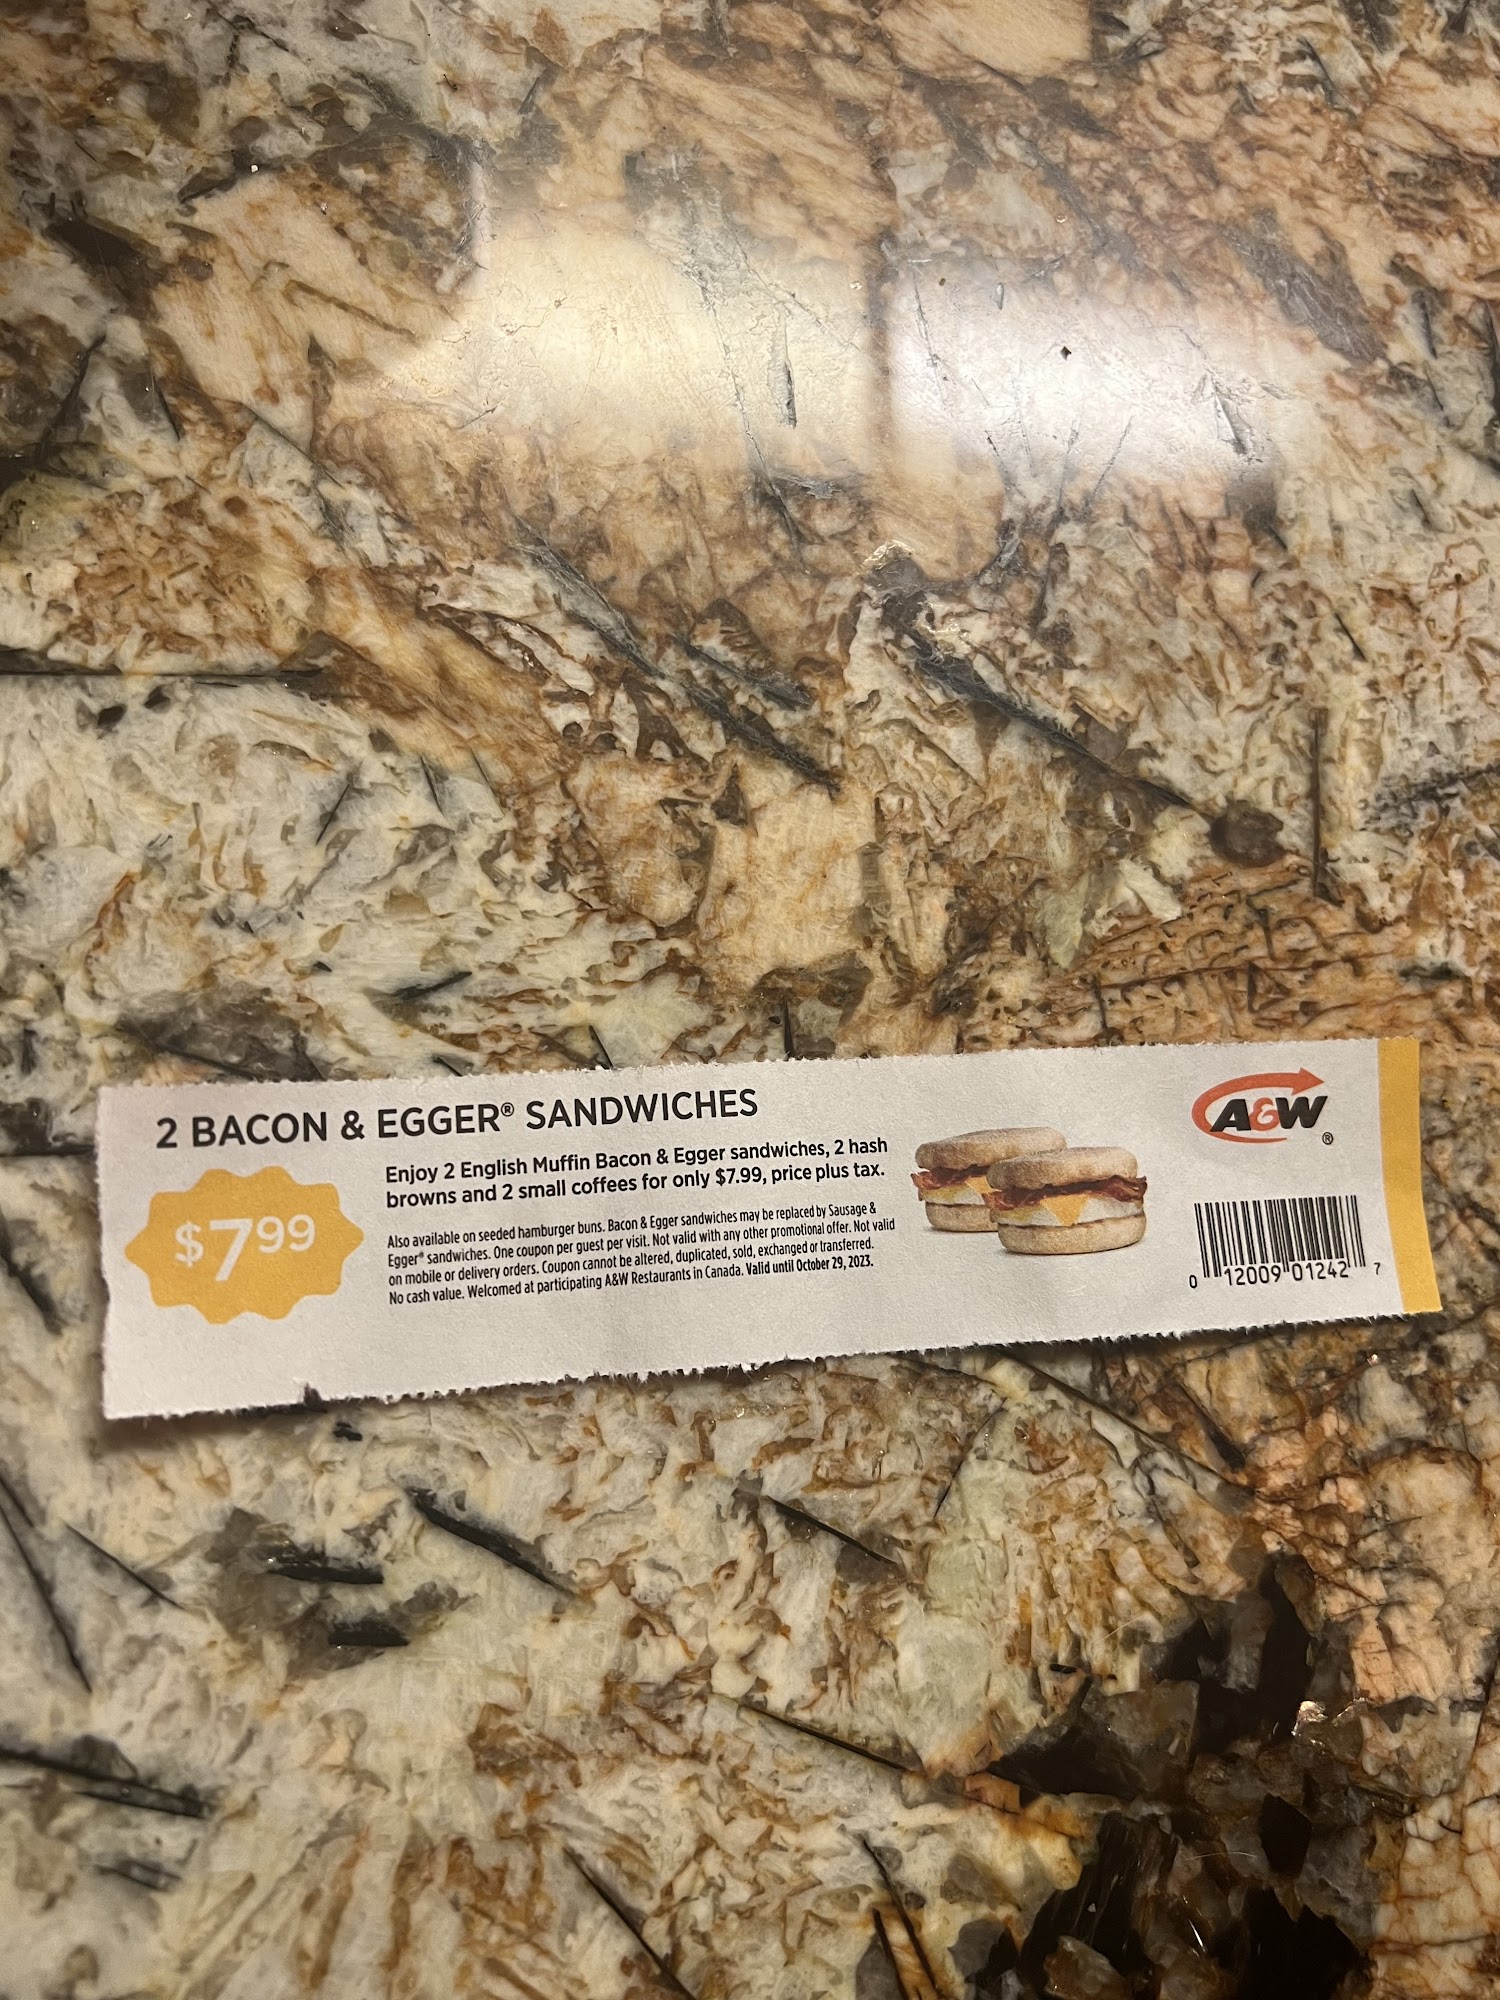 2 BACON & EGGER® SANDWICHES
$7⁹⁹
Enjoy 2 English Muffin Bacon & Egger sandwiches, 2 hash
browns and 2 small coffees for only $7.99, price plus tax.
Also available on seeded hamburger buns. Bacon & Egger sandwiches may be replaced by Sausage &
Egger® sandwiches. One coupon per guest per visit. Not valid with any other promotional offer. Not valid
on mobile or delivery orders. Coupon cannot be altered, duplicated, sold, exchanged or transferred.
No cash value. Welcomed at participating A&W Restaurants in Canada. Valid until October 29, 2023.
A&W®
0 12009 01242 7